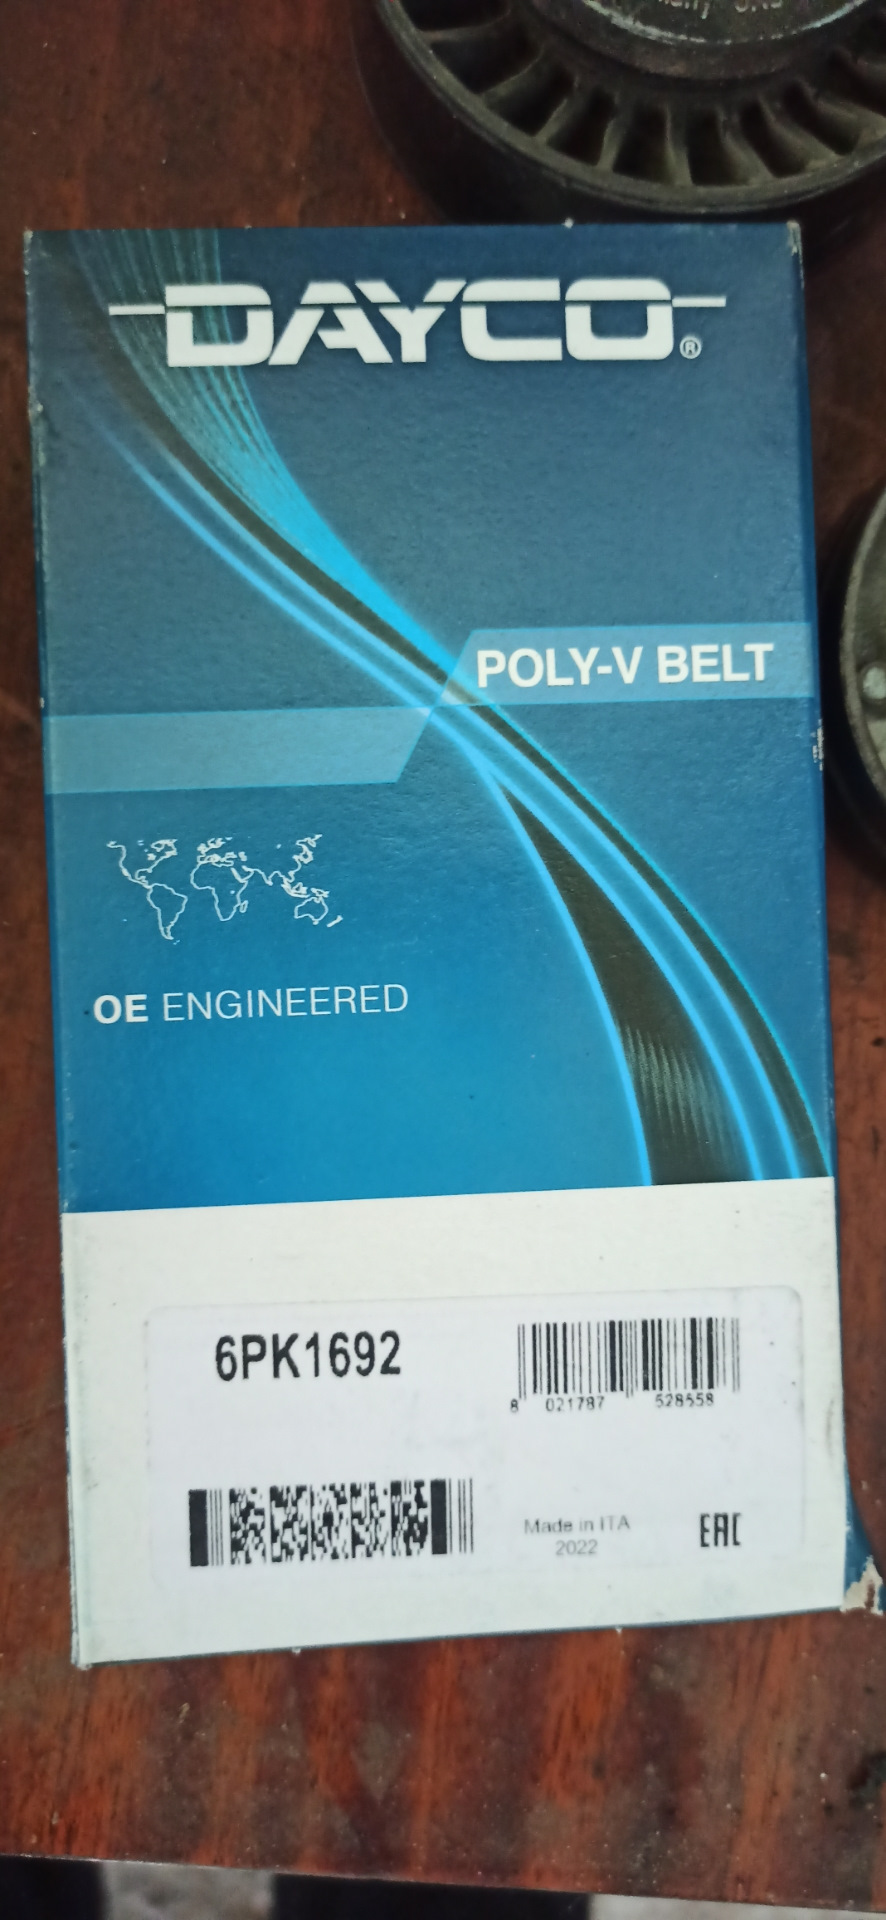 DAYCO®
POLY-V BELT
OE ENGINEERED
6PK1692
8 021787 528558
Made in ITA
2022
EAC